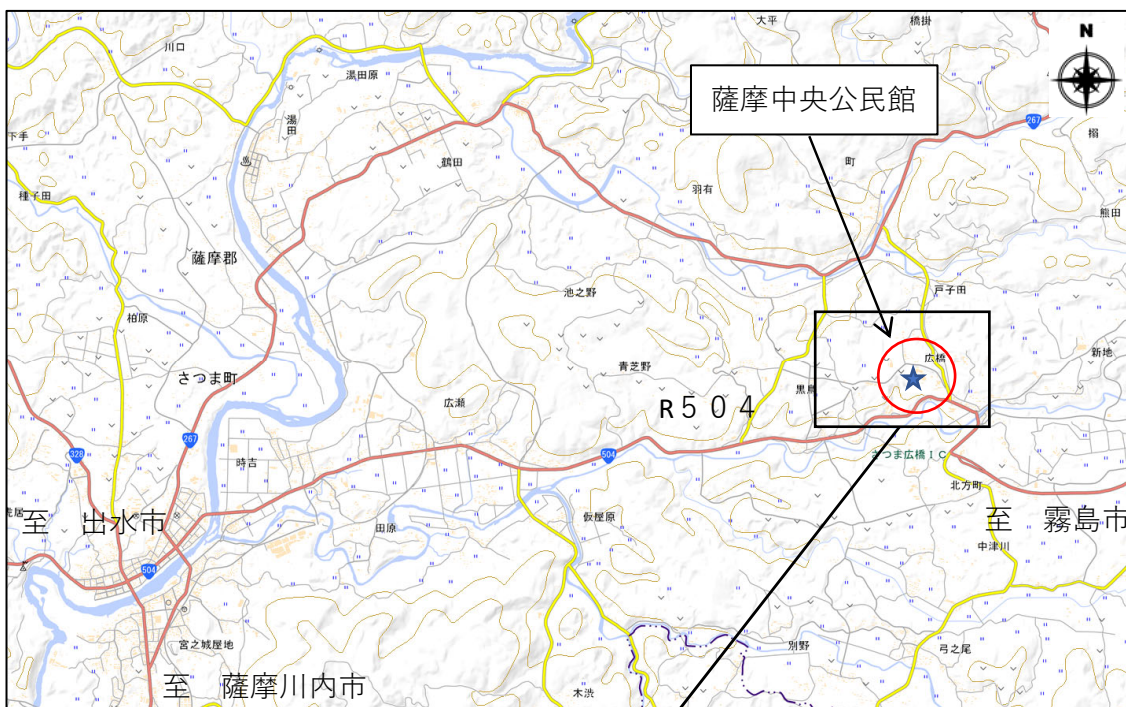 大平
橋掛
N
川口
湯田原
薩摩中央公民館
267
湯田
下手
鶴田
町
種子田
羽有
熊田
薩摩郡
池之野
戸子田
柏原
広橋
新地
青芝野
黒鳥
さつま町
広瀬
R504
267
328
時吉
504
さつま広橋IC
北方町
至 出水市
田原
仮屋原
至 霧島市
中津川
504
宮之城屋地
別野
弓之尾
至 薩摩川内市
木渋